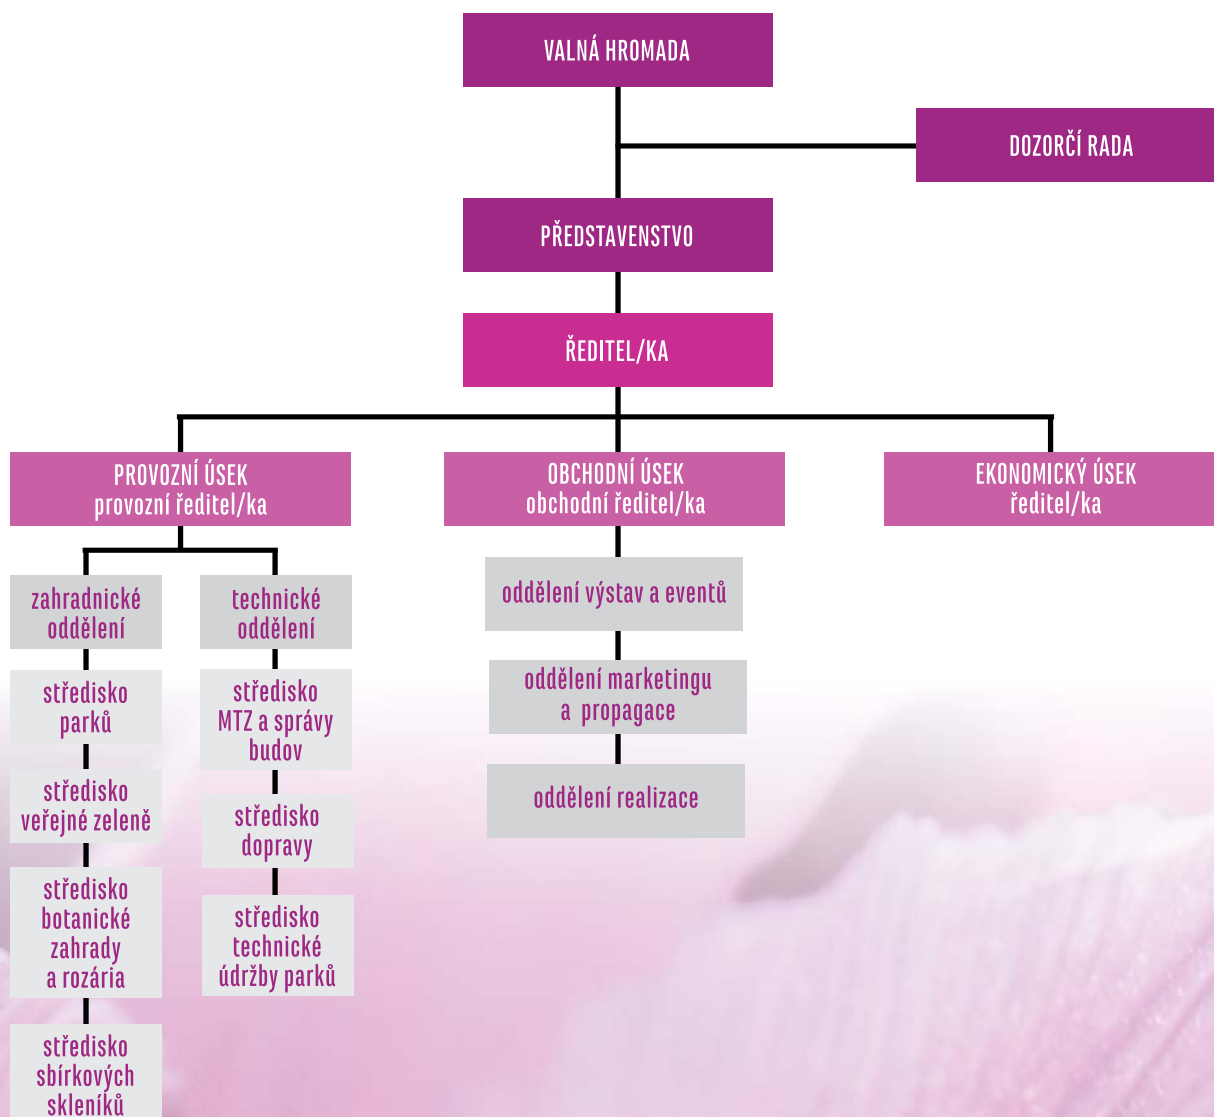 VALNÁ HROMADA
DOZORČÍ RADA
PŘEDSTAVENSTVO
ŘEDITEL/KA
PROVOZNÍ ÚSEK
provozní ředitel/ka
OBCHODNÍ ÚSEK
obchodní ředitel/ka
EKONOMICKÝ ÚSEK
ředitel/ka
zahradnické
oddělení
středisko
parků
středisko
veřejné zeleně
středisko
botanické
zahrady
a rozária
středisko
sbírkových
skleníků
technické
oddělení
středisko
MTZ a správy
budov
středisko
dopravy
středisko
technické
údržby parků
oddělení výstav a eventů
oddělení marketingu
a propagace
oddělení realizace